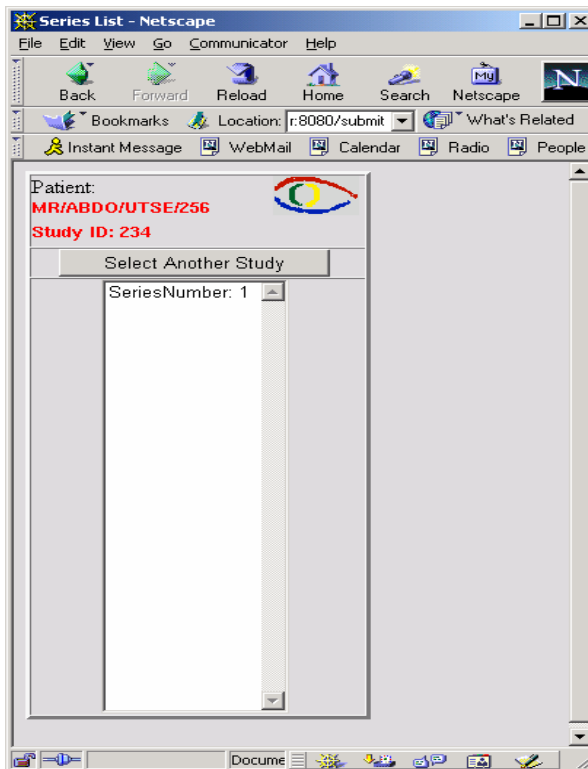 Series List - Netscape
File Edit View Go Communicator Help
Back Forward Reload Home Search Netscape
My
N
Bookmarks Location: r:8080/submit What's Related
Instant Message WebMail Calendar Radio People
Patient:
MR/ABDO/UTSE/256
Study ID: 234
Select Another Study
SeriesNumber: 1
Docume